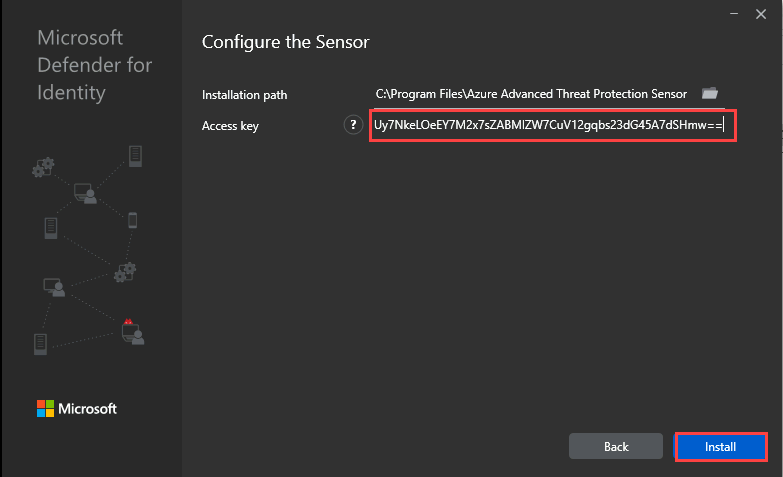 Microsoft
Defender for
Identity
Configure the Sensor
Installation path C:\Program Files\Azure Advanced Threat Protection Sensor
Access key ? Uy7NkeLOeEY7M2x7sZABMIZW7CuV12gqbs23dG45A7dSHmw==
Microsoft
Back Install